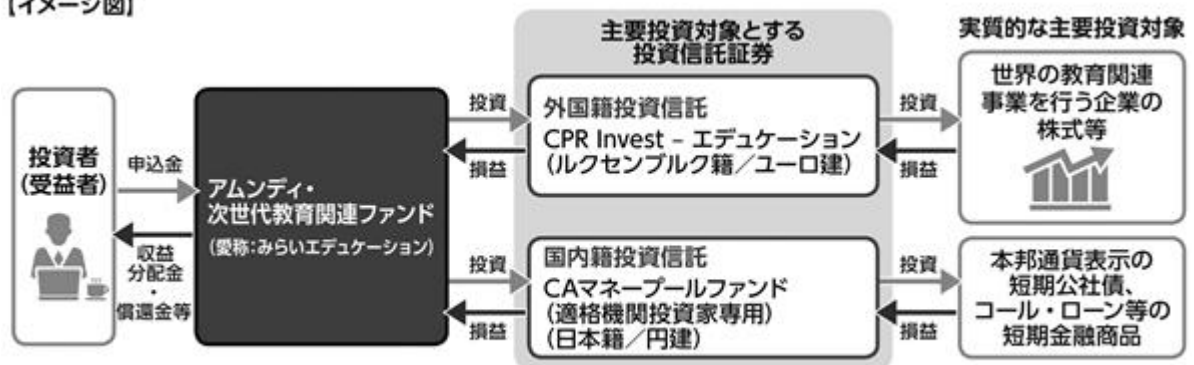 【イメージ図】
主要投資対象とする
投資信託証券
実質的な主要投資対象
投資者
(受益者)
申込金
収益
分配金
・
償還金等
アムンディ・
次世代教育関連ファンド
(愛称:みらいエデュケーション)
投資
損益
外国籍投資信託
CPR Invest – エデュケーション
(ルクセンブルク籍/ユーロ建)
投資
損益
世界の教育関連
事業を行う企業の
株式等
投資
損益
国内籍投資信託
CAマネープールファンド
(適格機関投資家専用)
(日本籍/円建)
投資
損益
本邦通貨表示の
短期公社債、
コール・ローン等の
短期金融商品